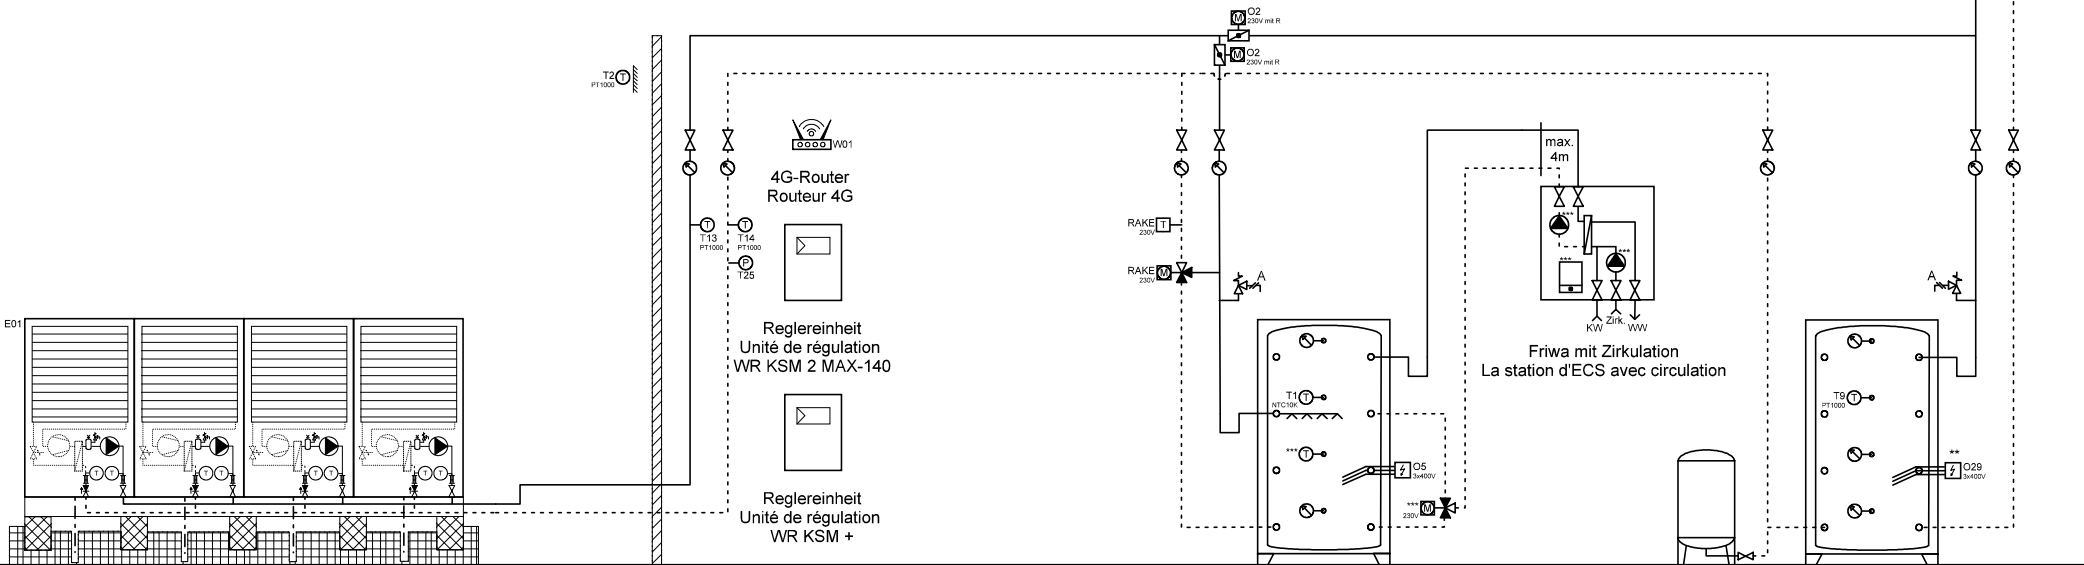 O2
230V mit R
O2
230V mit R
T2
PT1000
T
W01
4G-Router
Routeur 4G
max.
4m
T
T13
PT1000
T
T14
PT1000
P
T25
RAKE
230V
T
RAKE
230V
M
A
***
***
***
KW
Zirk.
WW
A
Reglereinheit
Unité de régulation
WR KSM 2 MAX-140
Friwa mit Zirkulation
La station d'ECS avec circulation
E01
T1
NTC10K
T
T9
PT1000
T
*** T
O5
3x400V
**
O29
3x400V
***
230V
M
T T
T T
T T
T T
Reglereinheit
Unité de régulation
WR KSM +